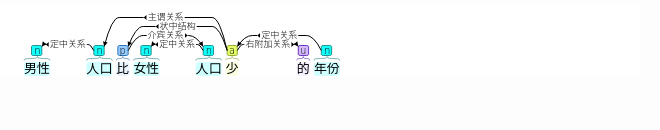 主谓关系
状中结构
介宾关系 定中关系
定中关系 定中关系 右附加关系
n n p n n a u n
男性 人口 比 女性 人口 少 的 年份